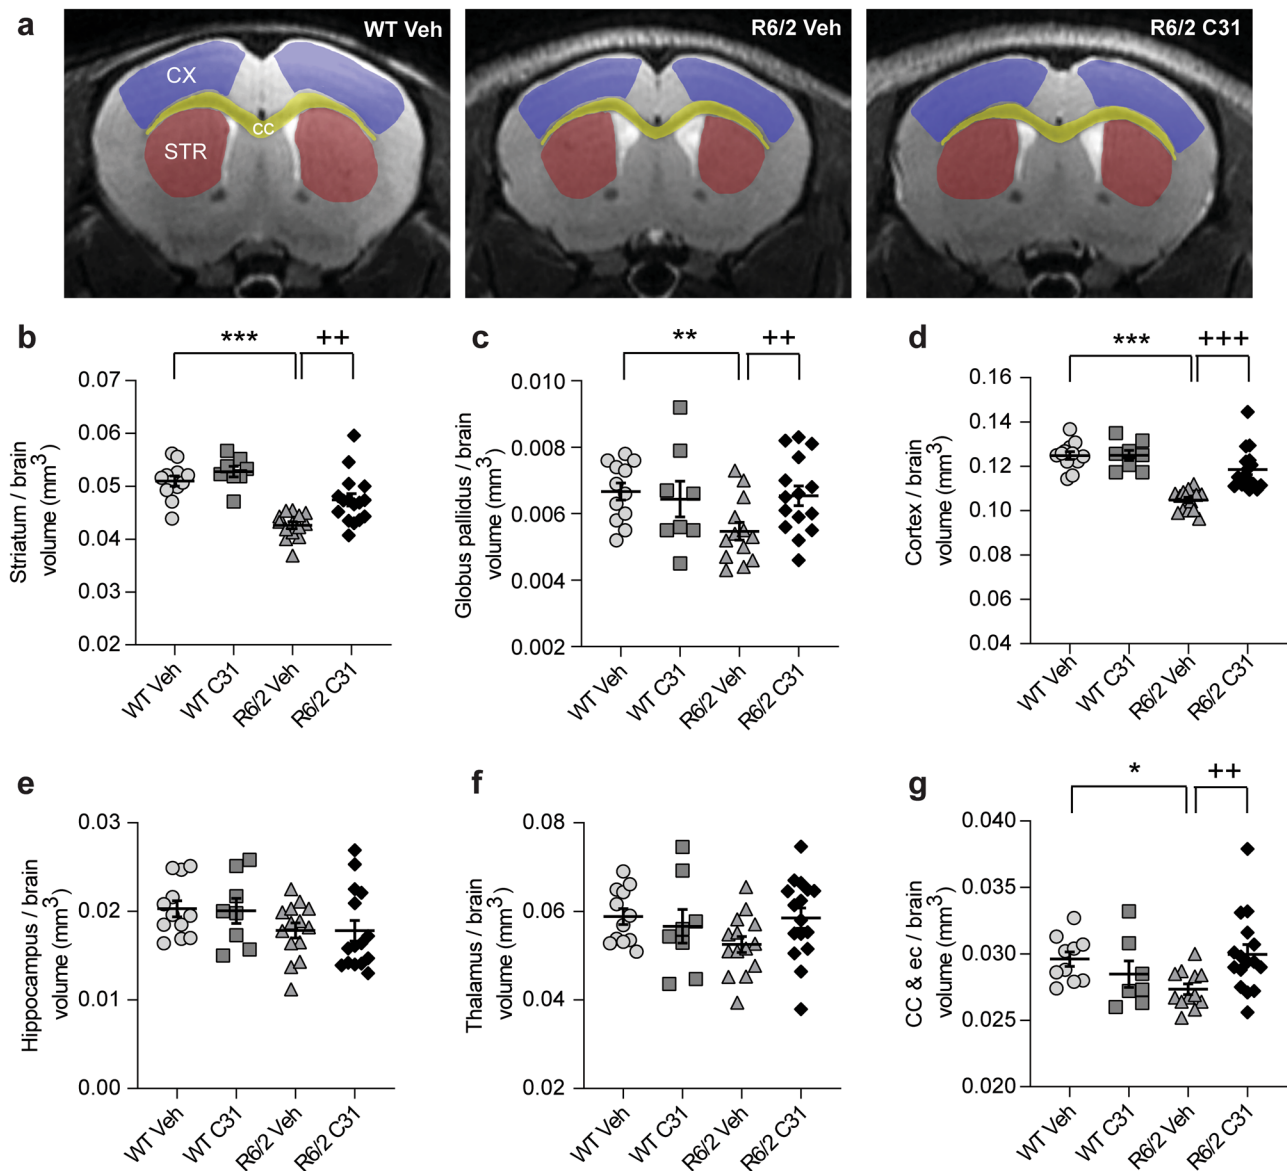 a
WT Veh
R6/2 Veh
R6/2 C31
CX
CC
STR
b
***
++
Striatum / brain
volume (mm3)
0.07
0.06
0.05
0.04
0.03
0.02
WT Veh
WT C31
R6/2 Veh
R6/2 C31
c
**
++
Globus pallidus / brain
volume (mm3)
0.010
0.008
0.006
0.004
0.002
WT Veh
WT C31
R6/2 Veh
R6/2 C31
d
***
+++
Cortex / brain
volume (mm3)
0.16
0.14
0.12
0.10
0.08
0.06
0.04
WT Veh
WT C31
R6/2 Veh
R6/2 C31
e
Hippocampus / brain
volume (mm3)
0.03
0.02
0.01
0.00
WT Veh
WT C31
R6/2 Veh
R6/2 C31
f
Thalamus / brain
volume (mm3)
0.08
0.06
0.04
0.02
WT Veh
WT C31
R6/2 Veh
R6/2 C31
g
*
++
CC & ec / brain
volume (mm3)
0.040
0.035
0.030
0.025
0.020
WT Veh
WT C31
R6/2 Veh
R6/2 C31